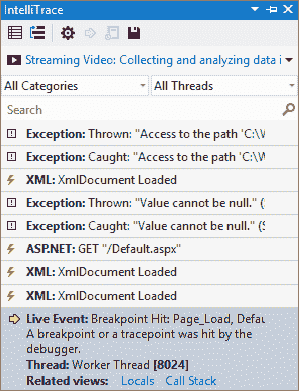 IntelliTrace
Streaming Video: Collecting and analyzing data i
All Categories All Threads
Search
Exception: Thrown: "Access to the path 'C:\W
Exception: Caught: "Access to the path 'C:\W
XML: XmlDocument Loaded
Exception: Thrown: "Value cannot be null." (S
Exception: Caught: "Value cannot be null." (S
ASP.NET: GET "/Default.aspx"
XML: XmlDocument Loaded
XML: XmlDocument Loaded
Live Event: Breakpoint Hit: Page_Load, Defau
A breakpoint or a tracepoint was hit by the
debugger.
Thread: Worker Thread [8024]
Related views: Locals Call Stack